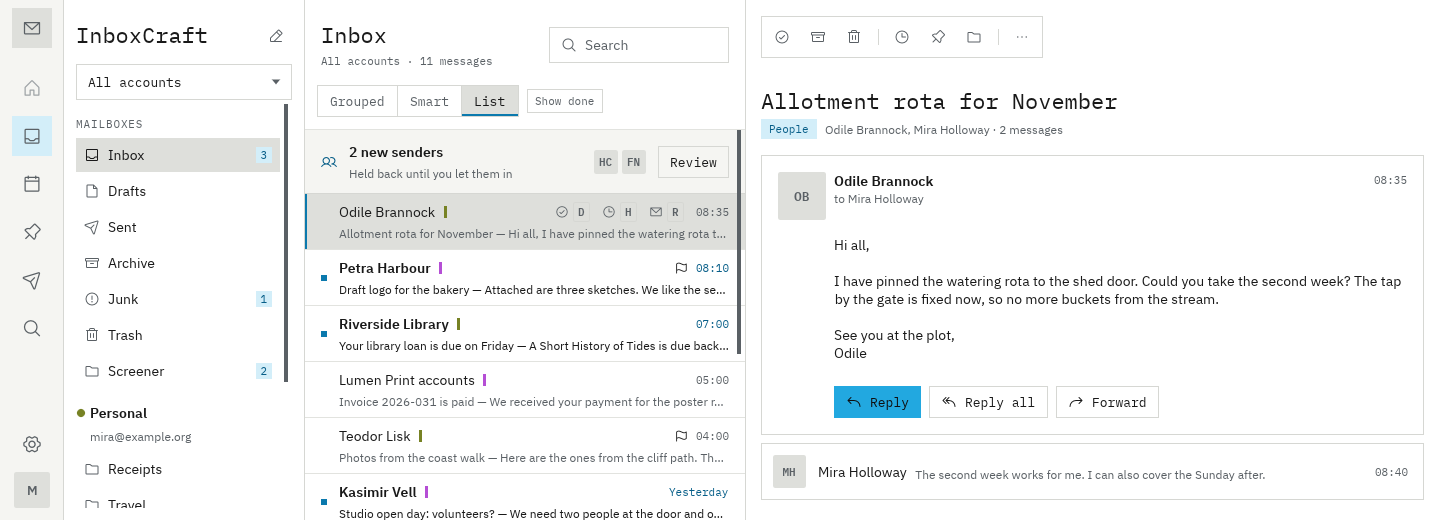 InboxCraft
All accounts
MAILBOXES
Inbox 3
Drafts
Sent
Archive
Junk 1
Trash
Screener 2
Personal
mira@example.org
Receipts
Travel
M
Inbox
All accounts · 11 messages
Search
Grouped Smart List Show done
2 new senders
Held back until you let them in
HC FN Review
Odile Brannock D H R 08:35
Allotment rota for November — Hi all, I have pinned the watering rota t…
Petra Harbour 08:10
Draft logo for the bakery — Attached are three sketches. We like the se…
Riverside Library 07:00
Your library loan is due on Friday — A Short History of Tides is due back…
Lumen Print accounts 05:00
Invoice 2026-031 is paid — We received your payment for the poster r…
Teodor Lisk 04:00
Photos from the coast walk — Here are the ones from the cliff path. Th…
Kasimir Vell Yesterday
Studio open day: volunteers? — We need two people at the door and o…
Allotment rota for November
People Odile Brannock, Mira Holloway · 2 messages
OB Odile Brannock 08:35
to Mira Holloway
Hi all,
I have pinned the watering rota to the shed door. Could you take the second week? The tap
by the gate is fixed now, so no more buckets from the stream.
See you at the plot,
Odile
Reply Reply all Forward
MH Mira Holloway The second week works for me. I can also cover the Sunday after. 08:40